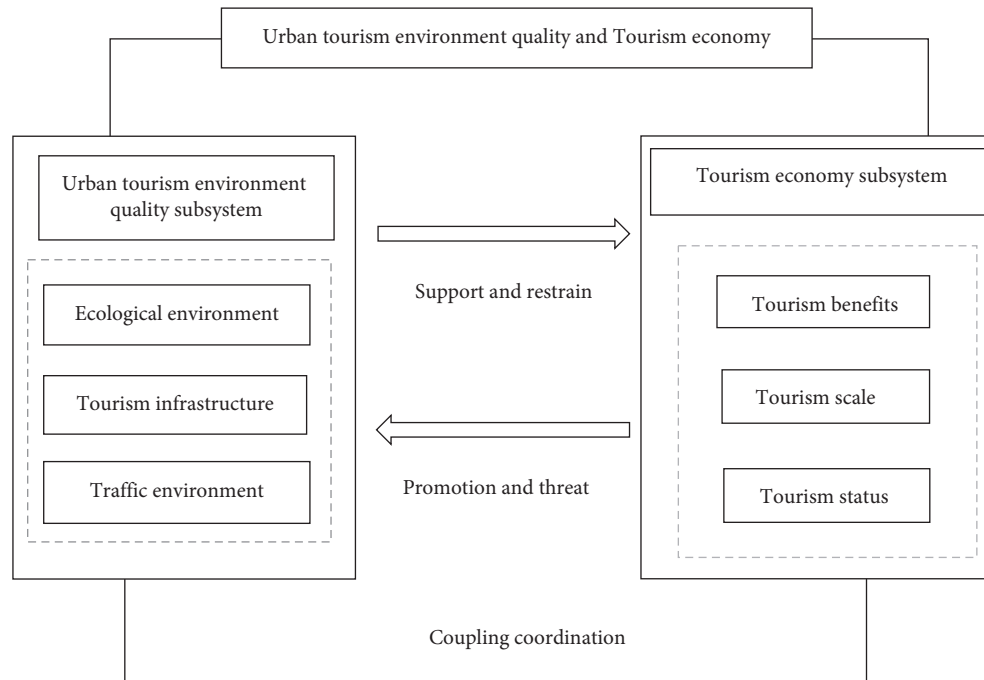 Urban tourism environment quality and Tourism economy
Urban tourism environment
quality subsystem
Ecological environment
Tourism infrastructure
Traffic environment
Support and restrain
Promotion and threat
Tourism economy subsystem
Tourism benefits
Tourism scale
Tourism status
Coupling coordination